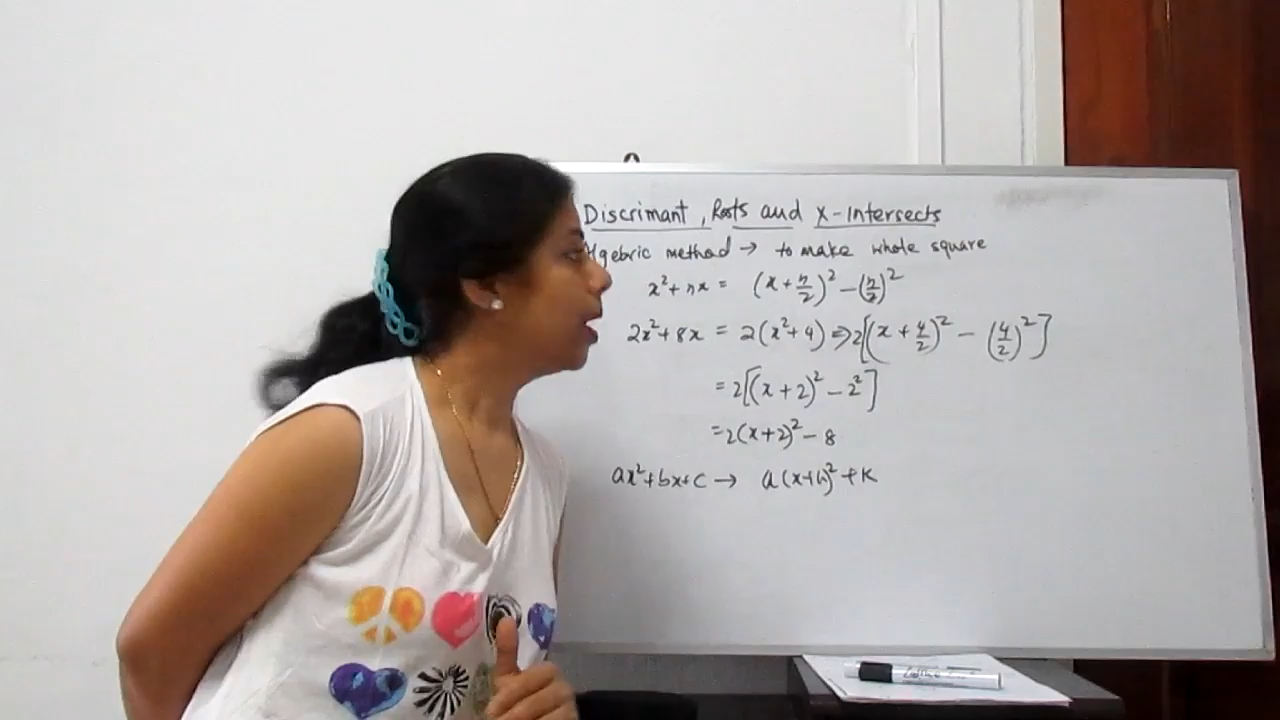 Discrimant, Roots and X-Intersects
Algebric method → to make whole square
x² + nx = (x + n/2)² - (n/2)²
2x² + 8x = 2(x² + 4) ⇒ 2[(x + 4/2)² - (4/2)²]
= 2[(x + 2)² - 2²]
= 2(x + 2)² - 8
ax² + bx + c → a(x + h)² + k